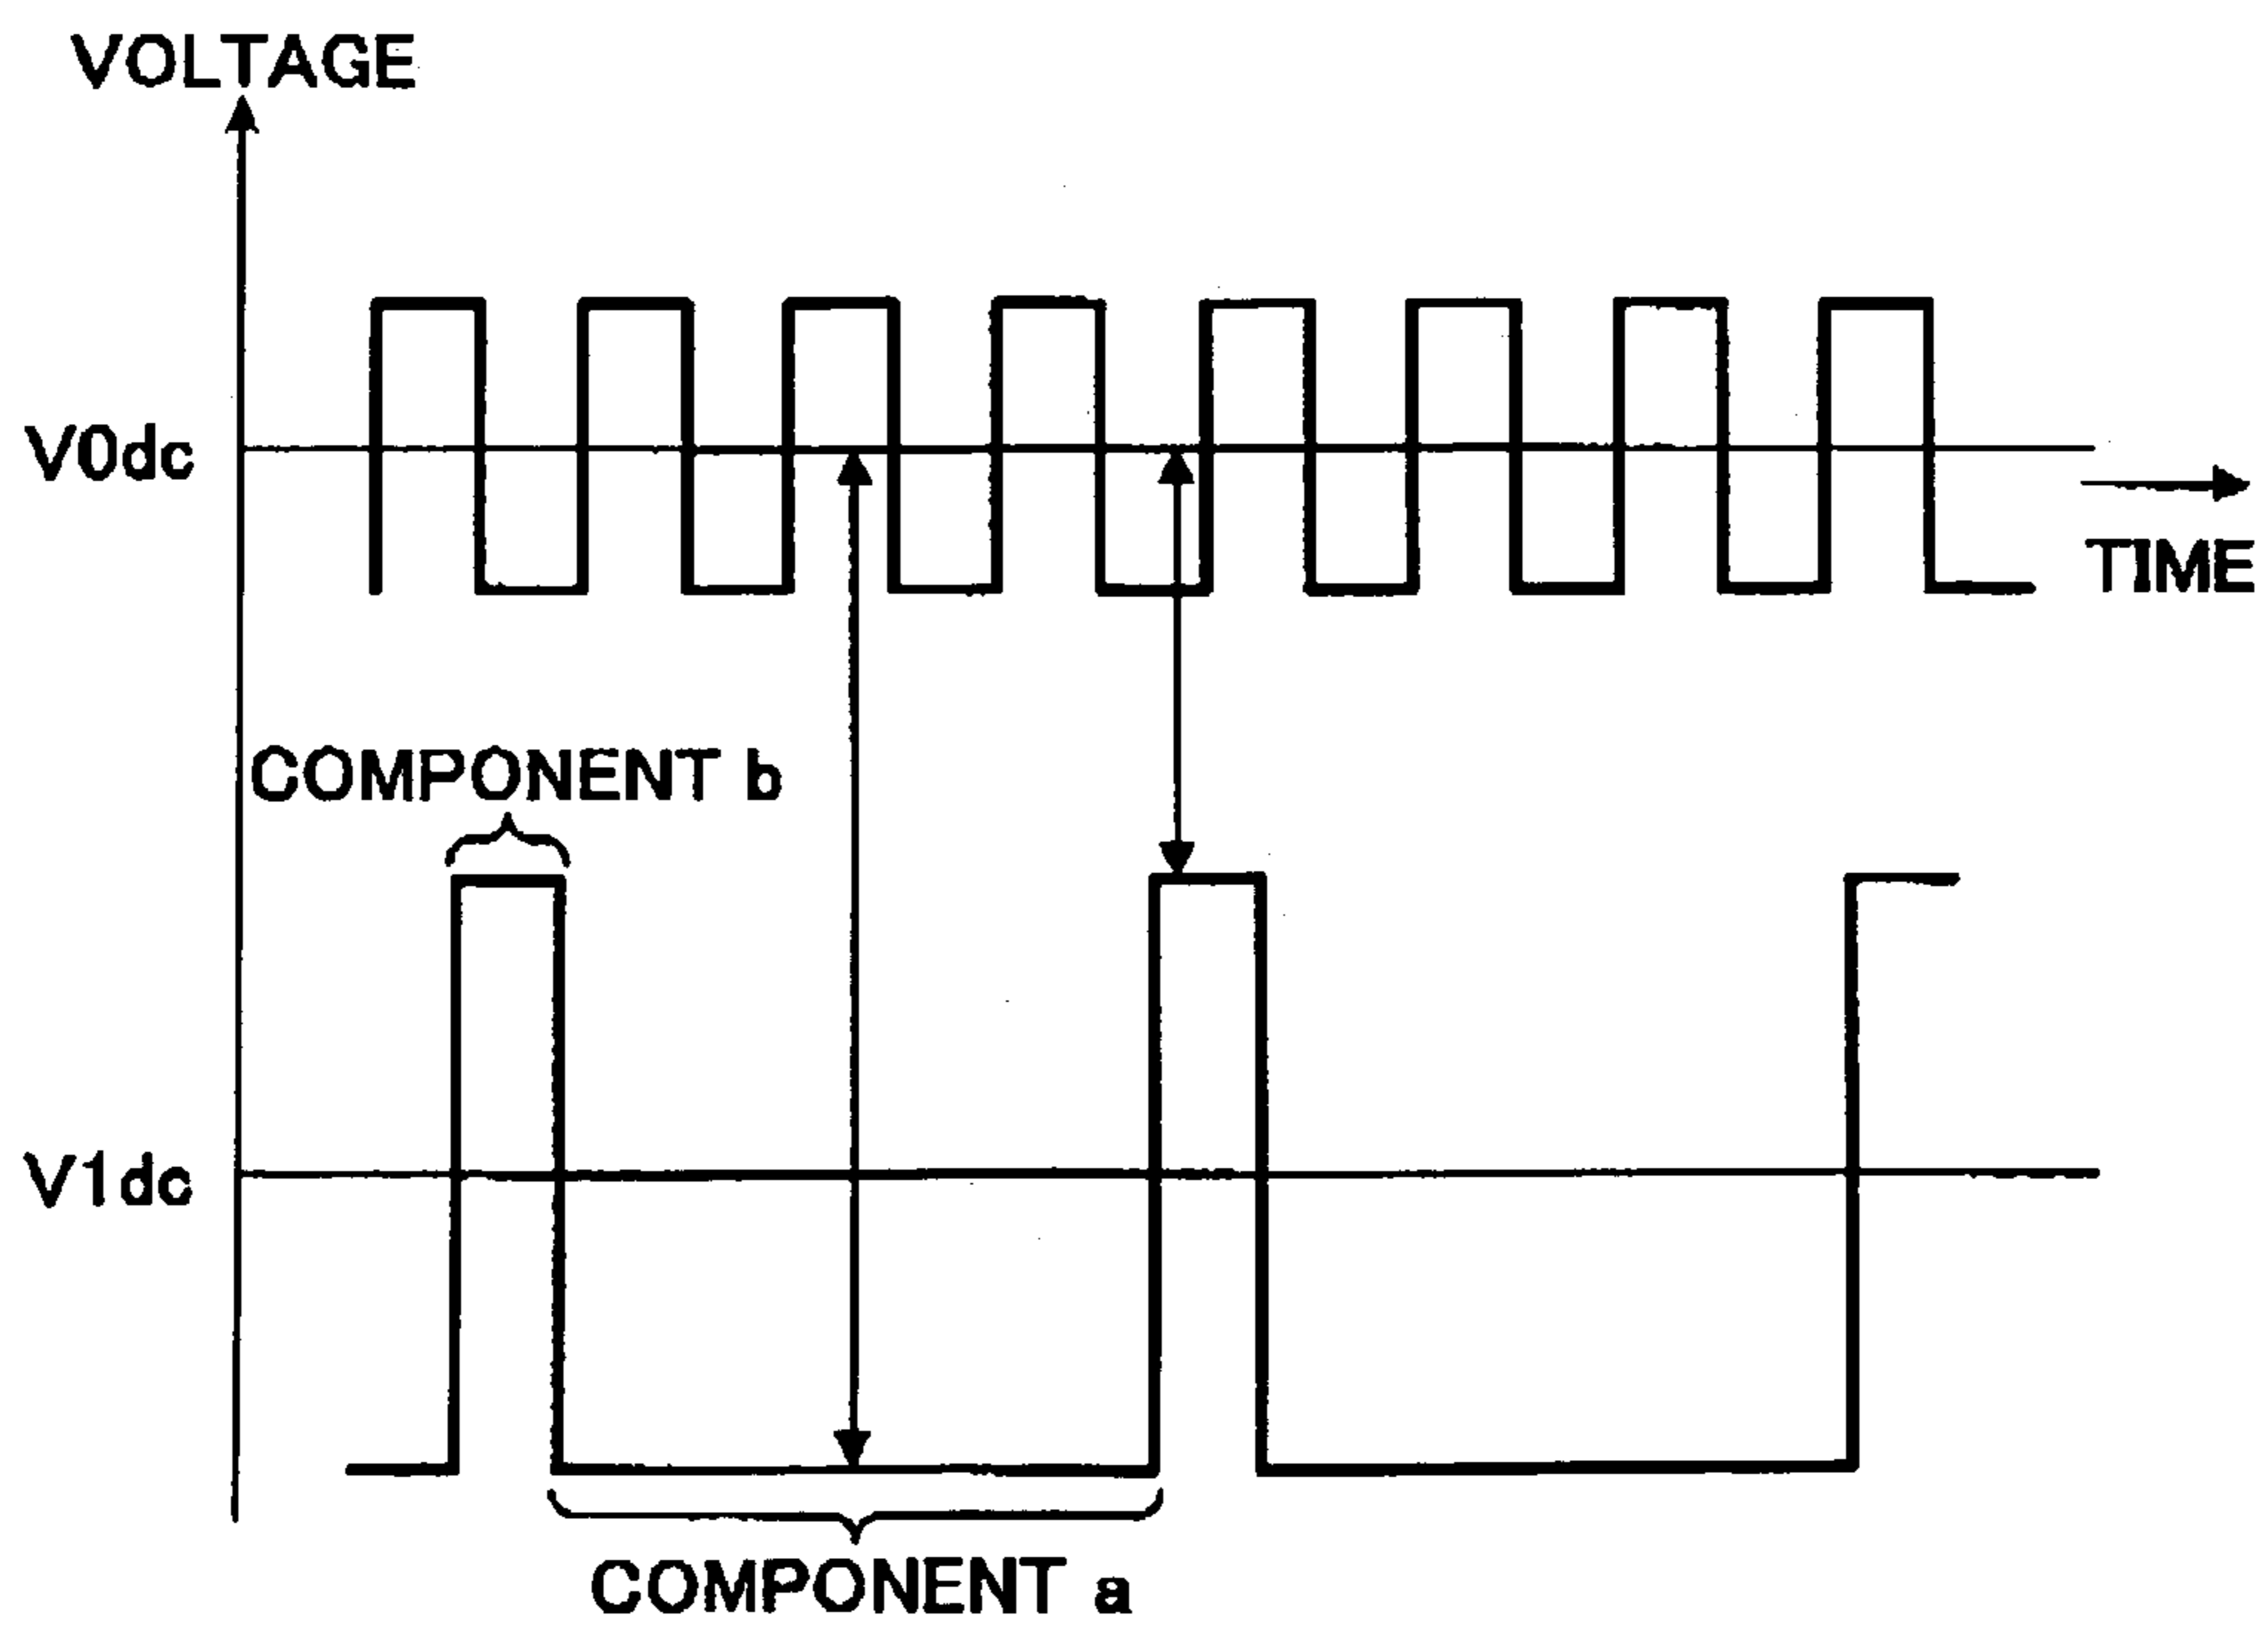 VOLTAGE
V0dc
TIME
COMPONENT b
V1dc
COMPONENT a